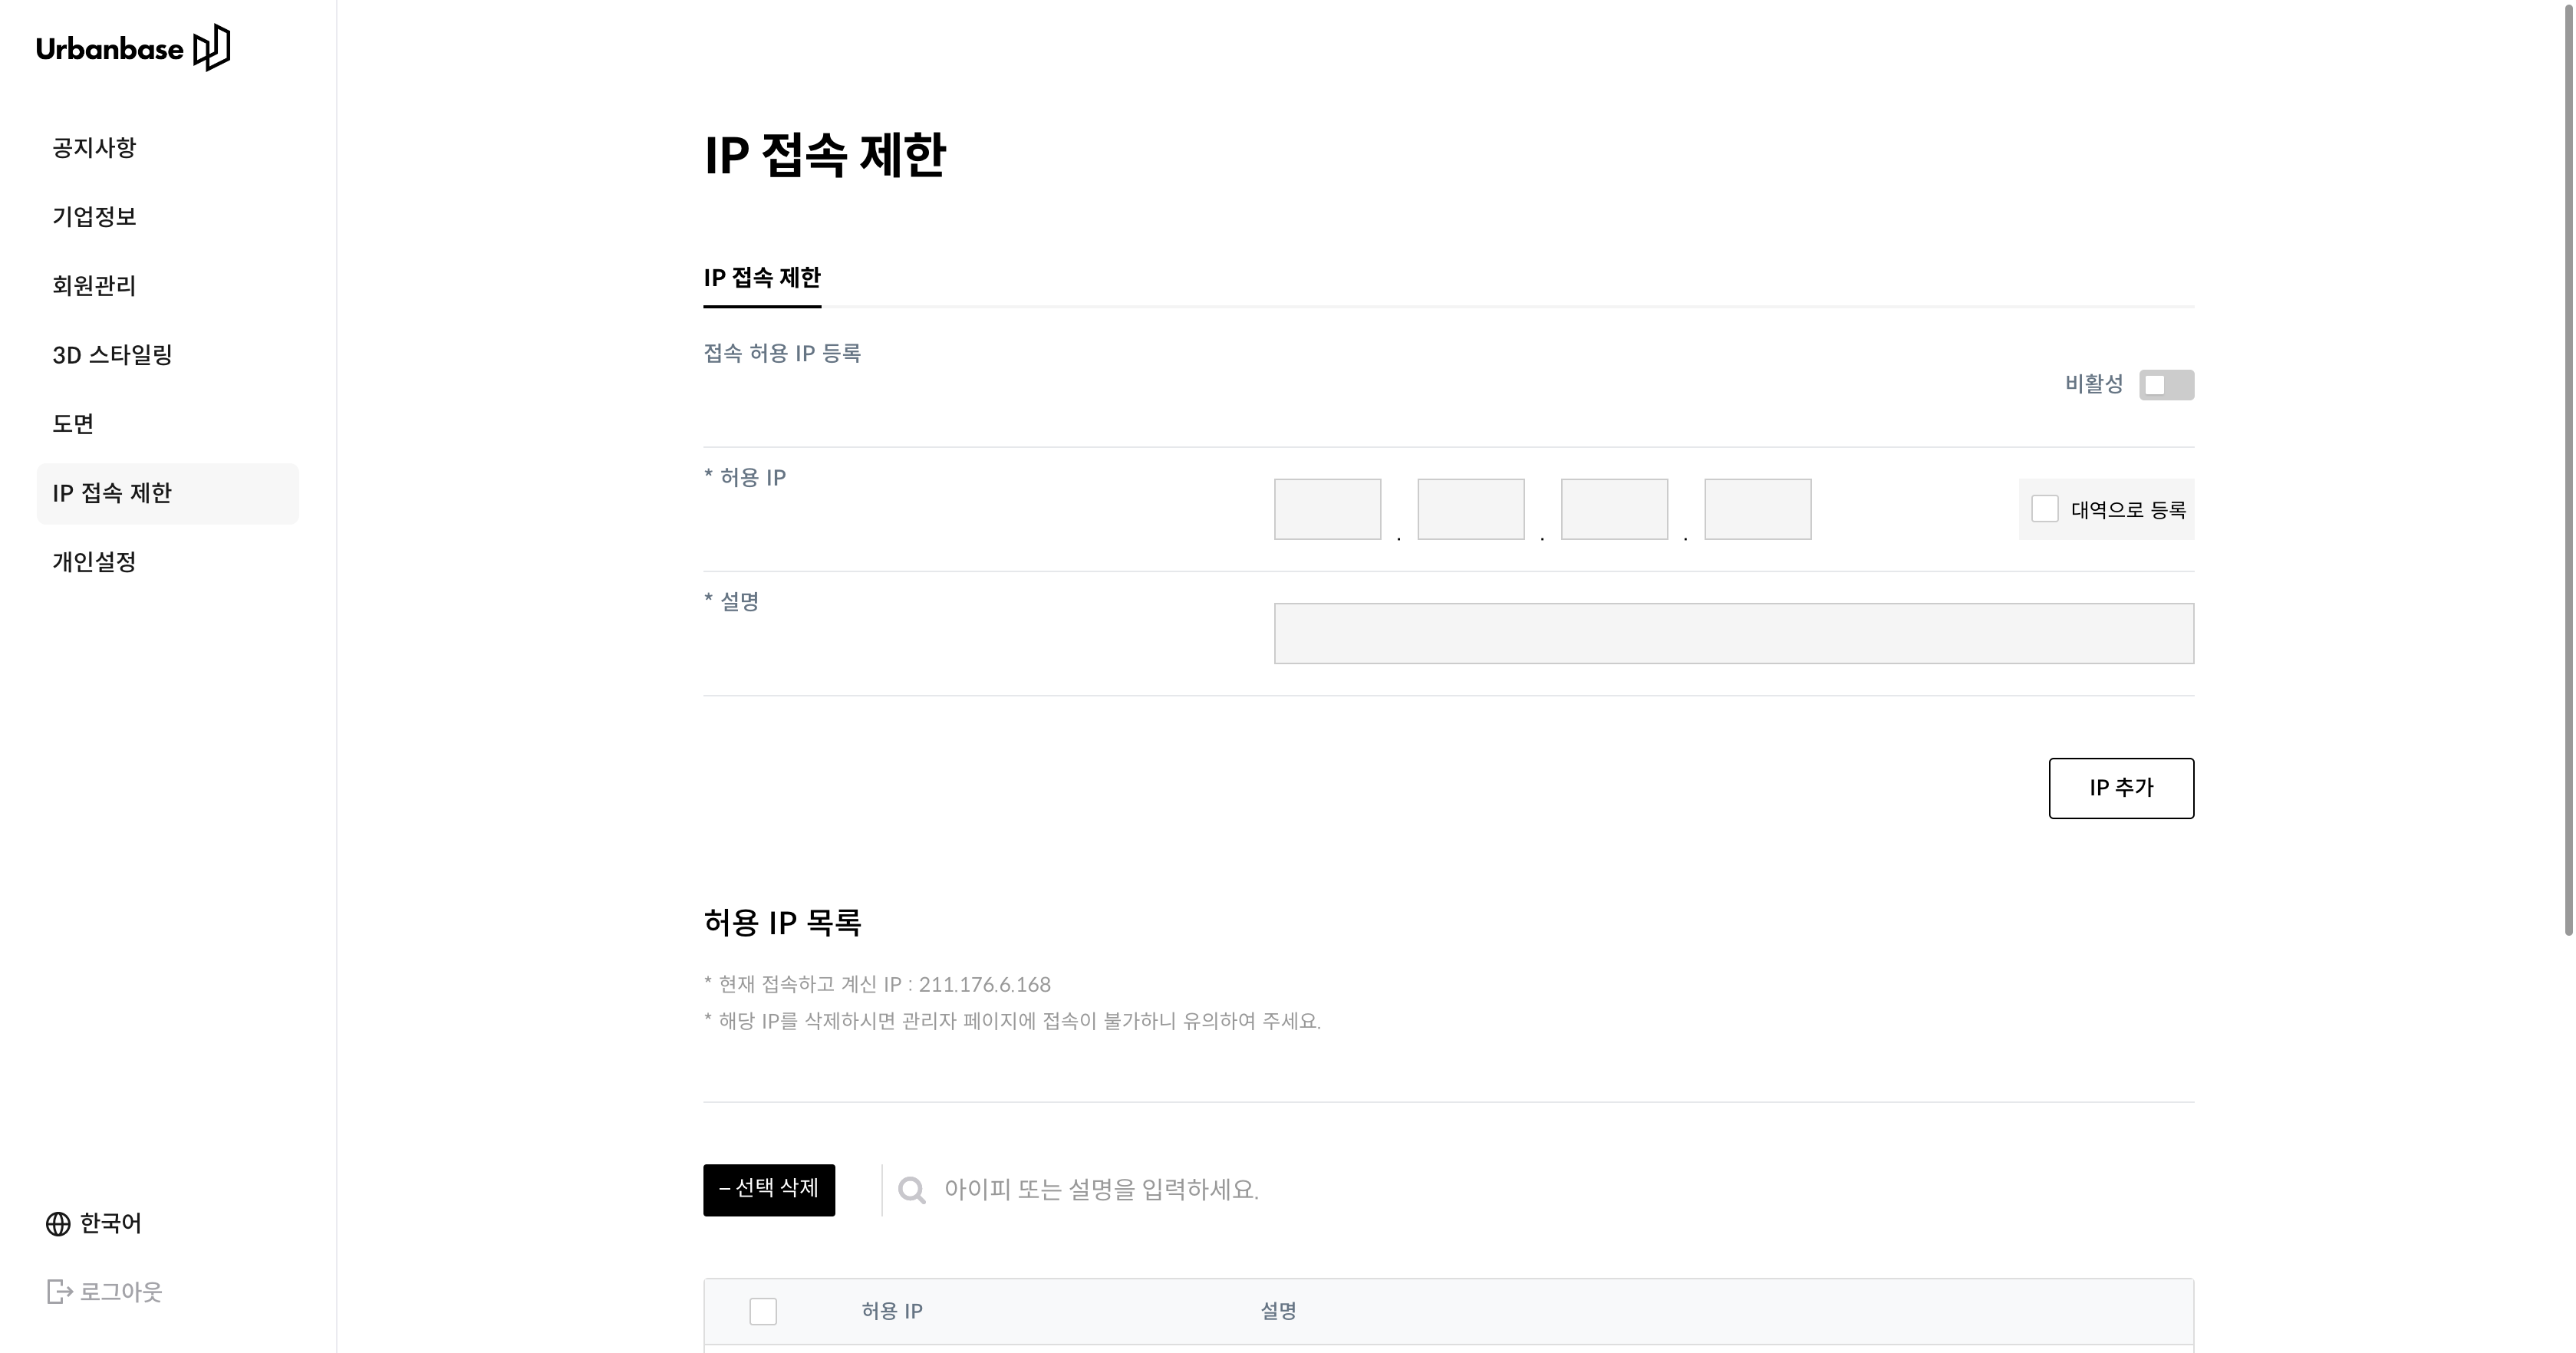 Urbanbase
공지사항
기업정보
회원관리
3D 스타일링
도면
IP 접속 제한
개인설정
한국어
로그아웃
IP 접속 제한
IP 접속 제한
접속 허용 IP 등록
비활성
* 허용 IP
. . .
대역으로 등록
* 설명
IP 추가
허용 IP 목록
* 현재 접속하고 계신 IP : 211.176.6.168
* 해당 IP를 삭제하시면 관리자 페이지에 접속이 불가하니 유의하여 주세요.
– 선택 삭제
아이피 또는 설명을 입력하세요.
허용 IP 설명